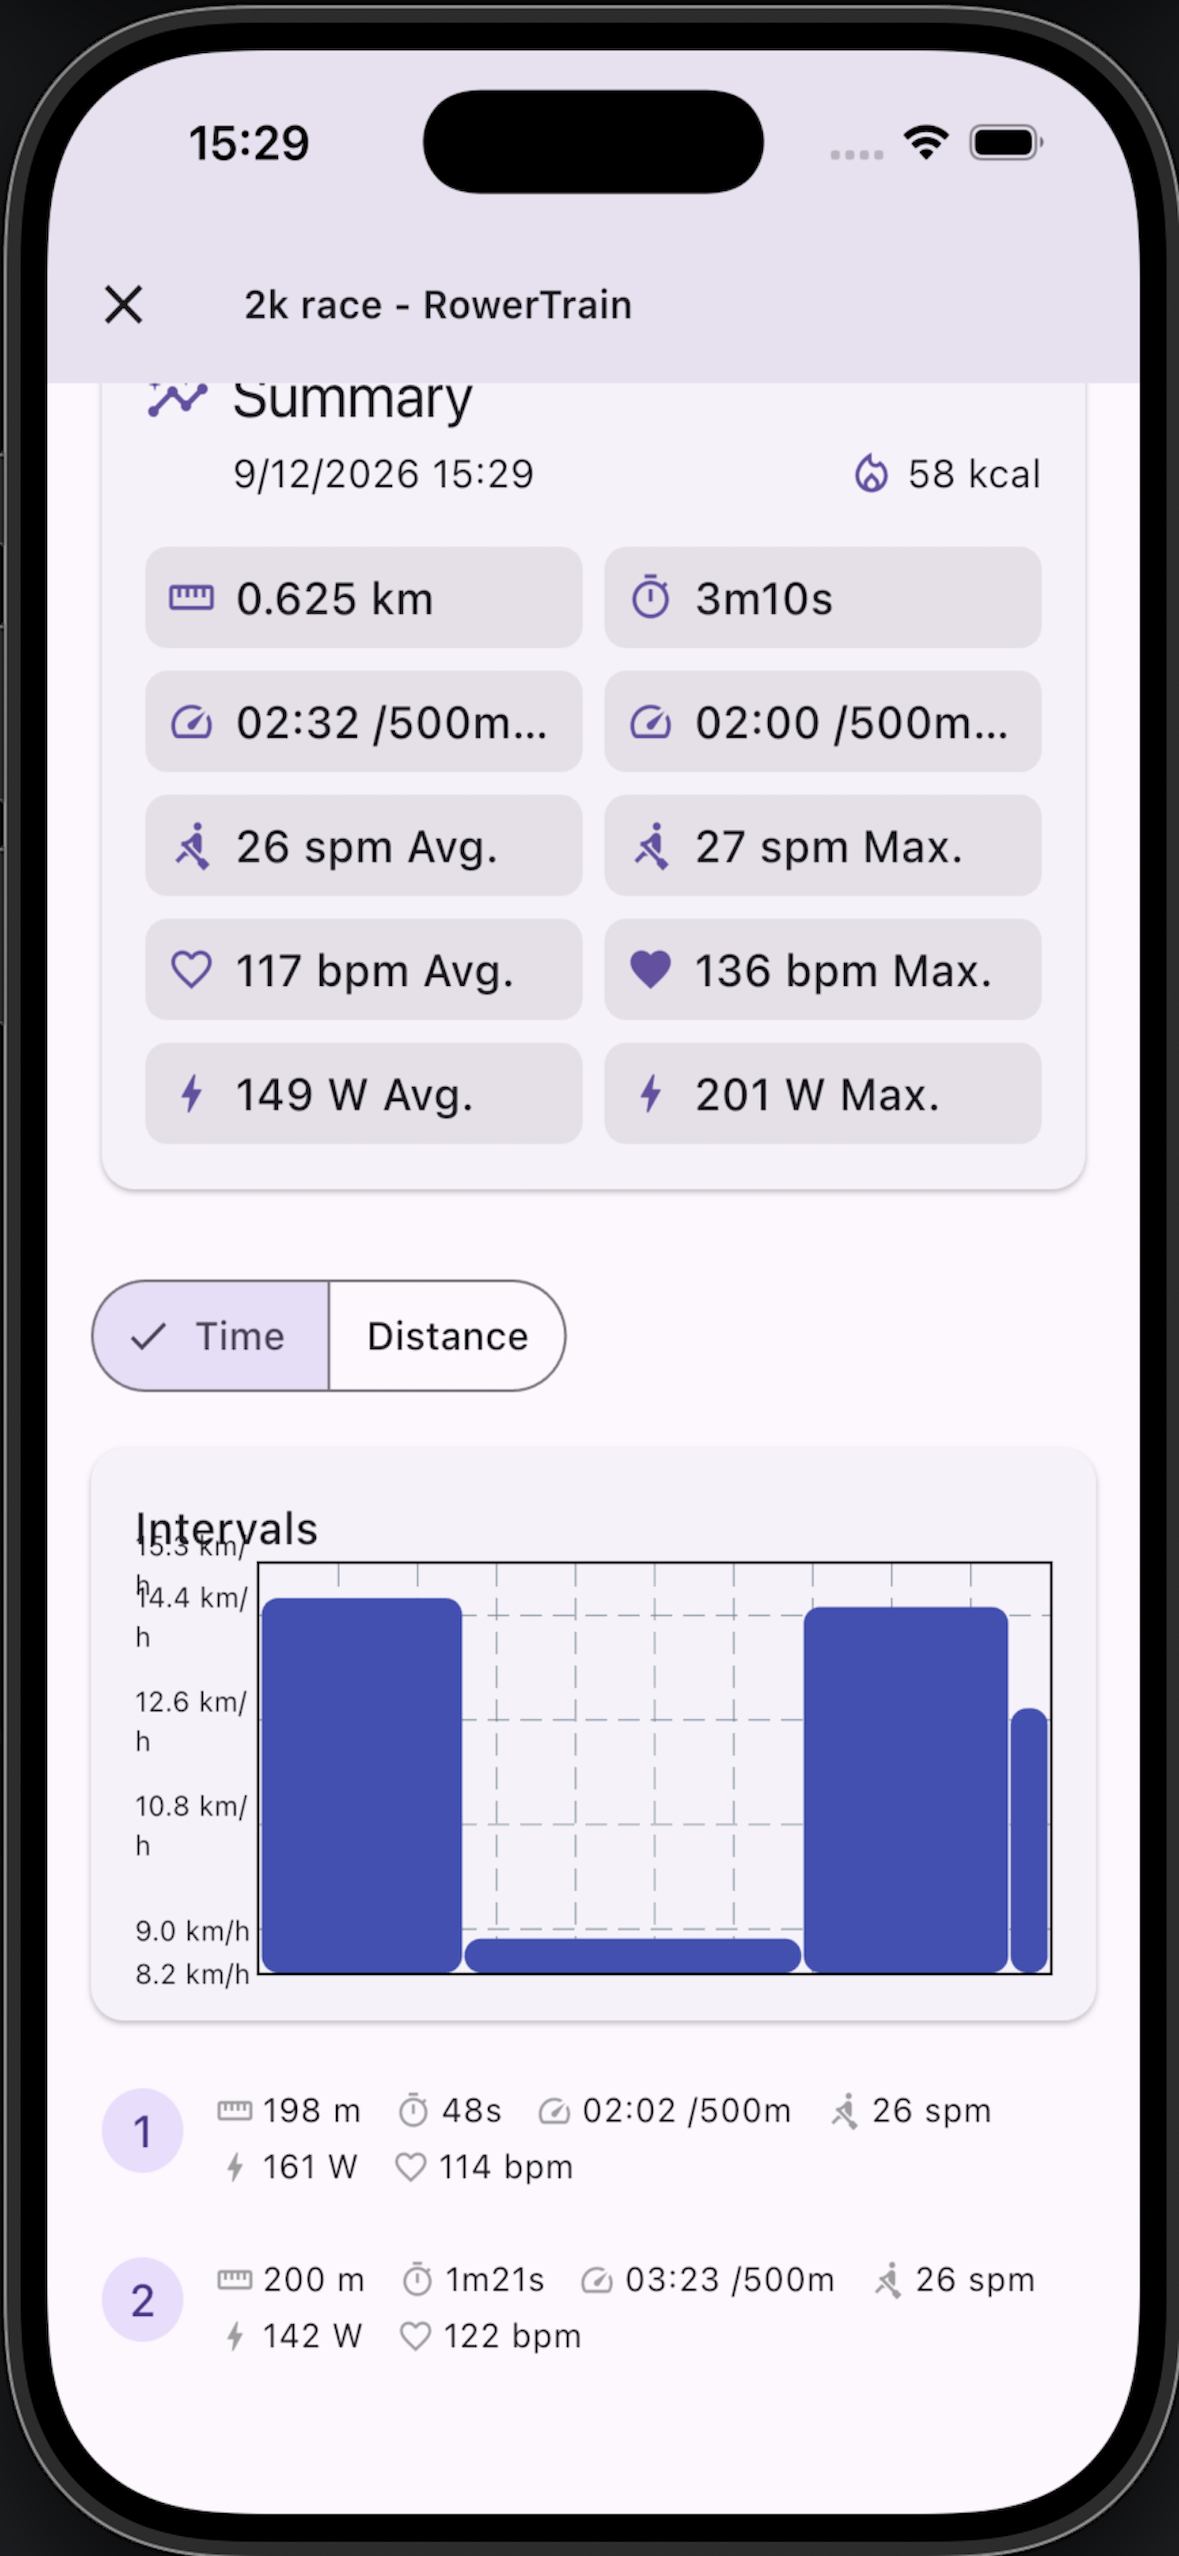 15:29
2k race - RowerTrain
Summary
9/12/2026 15:29
58 kcal
0.625 km
3m10s
02:32 /500m...
02:00 /500m...
26 spm Avg.
27 spm Max.
117 bpm Avg.
136 bpm Max.
149 W Avg.
201 W Max.
Time
Distance
Intervals
15.3 km/
h
14.4 km/
h
12.6 km/
h
10.8 km/
h
9.0 km/h
8.2 km/h
1
198 m 48s 02:02 /500m 26 spm
161 W 114 bpm
2
200 m 1m21s 03:23 /500m 26 spm
142 W 122 bpm